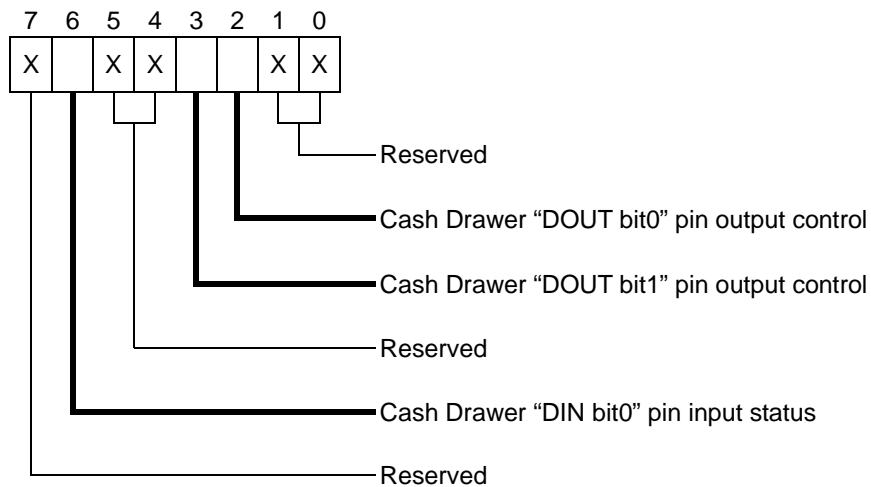 7 6 5 4 3 2 1 0
X X X X X
Reserved
Cash Drawer “DOUT bit0” pin output control
Cash Drawer “DOUT bit1” pin output control
Reserved
Cash Drawer “DIN bit0” pin input status
Reserved